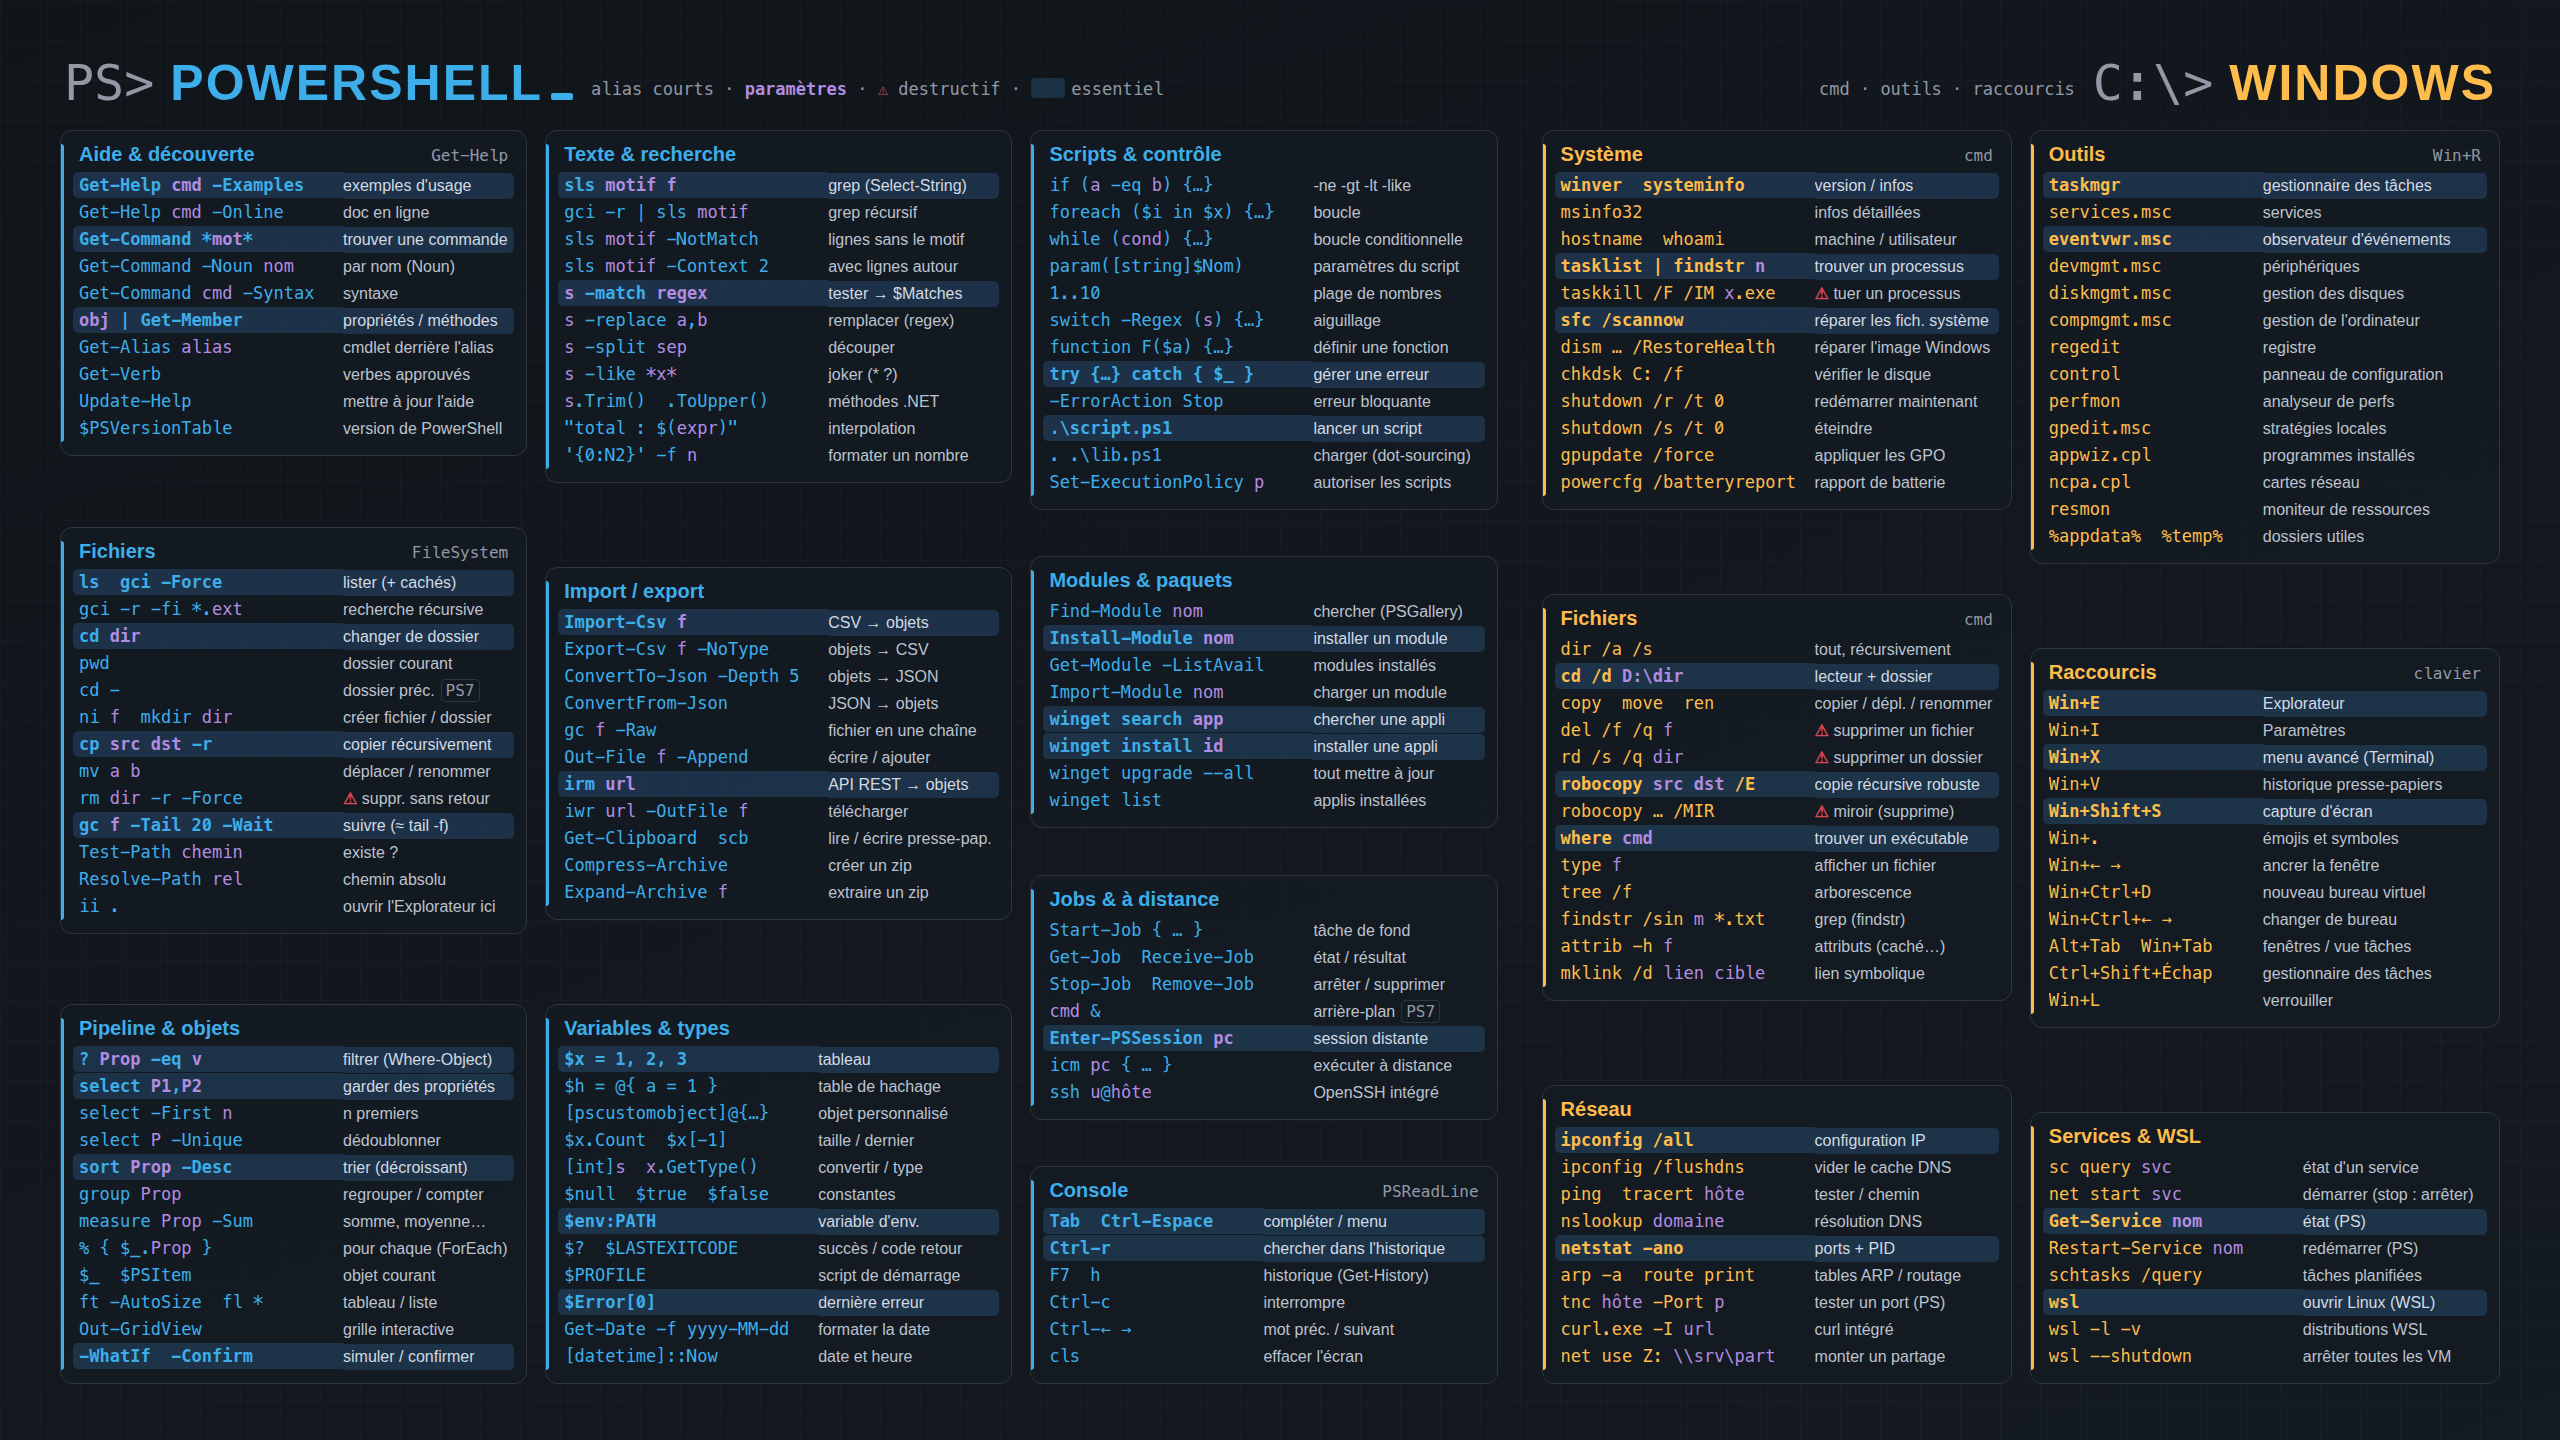 PS> POWERSHELL alias courts · paramètres · ⚠ destructif · essentiel
cmd · outils · raccourcis C:\> WINDOWS
Aide & découverte Get-Help
Get-Help cmd -Examples exemples d'usage
Get-Help cmd -Online doc en ligne
Get-Command *mot* trouver une commande
Get-Command -Noun nom par nom (Noun)
Get-Command cmd -Syntax syntaxe
obj | Get-Member propriétés / méthodes
Get-Alias alias cmdlet derrière l'alias
Get-Verb verbes approuvés
Update-Help mettre à jour l'aide
$PSVersionTable version de PowerShell
Fichiers FileSystem
ls gci -Force lister (+ cachés)
gci -r -fi *.ext recherche récursive
cd dir changer de dossier
pwd dossier courant
cd - dossier préc. PS7
ni f mkdir dir créer fichier / dossier
cp src dst -r copier récursivement
mv a b déplacer / renommer
rm dir -r -Force ⚠ suppr. sans retour
gc f -Tail 20 -Wait suivre (≈ tail -f)
Test-Path chemin existe ?
Resolve-Path rel chemin absolu
ii . ouvrir l'Explorateur ici
Pipeline & objets
? Prop -eq v filtrer (Where-Object)
select P1,P2 garder des propriétés
select -First n n premiers
select P -Unique dédoublonner
sort Prop -Desc trier (décroissant)
group Prop regrouper / compter
measure Prop -Sum somme, moyenne…
% { $_.Prop } pour chaque (ForEach)
$_ $PSItem objet courant
ft -AutoSize fl * tableau / liste
Out-GridView grille interactive
-WhatIf -Confirm simuler / confirmer
Texte & recherche
sls motif f grep (Select-String)
gci -r | sls motif grep récursif
sls motif -NotMatch lignes sans le motif
sls motif -Context 2 avec lignes autour
s -match regex tester → $Matches
s -replace a,b remplacer (regex)
s -split sep découper
s -like *x* joker (* ?)
s.Trim() .ToUpper() méthodes .NET
"total : $(expr)" interpolation
'{0:N2}' -f n formater un nombre
Import / export
Import-Csv f CSV → objets
Export-Csv f -NoType objets → CSV
ConvertTo-Json -Depth 5 objets → JSON
ConvertFrom-Json JSON → objets
gc f -Raw fichier en une chaîne
Out-File f -Append écrire / ajouter
irm url API REST → objets
iwr url -OutFile f télécharger
Get-Clipboard scb lire / écrire presse-pap.
Compress-Archive créer un zip
Expand-Archive f extraire un zip
Variables & types
$x = 1, 2, 3 tableau
$h = @{ a = 1 } table de hachage
[pscustomobject]@{…} objet personnalisé
$x.Count $x[-1] taille / dernier
[int]s x.GetType() convertir / type
$null $true $false constantes
$env:PATH variable d'env.
$? $LASTEXITCODE succès / code retour
$PROFILE script de démarrage
$Error[0] dernière erreur
Get-Date -f yyyy-MM-dd formater la date
[datetime]::Now date et heure
Scripts & contrôle
if (a -eq b) {…} -ne -gt -lt -like
foreach ($i in $x) {…} boucle
while (cond) {…} boucle conditionnelle
param([string]$Nom) paramètres du script
1..10 plage de nombres
switch -Regex (s) {…} aiguillage
function F($a) {…} définir une fonction
try {…} catch { $_ } gérer une erreur
-ErrorAction Stop erreur bloquante
.\script.ps1 lancer un script
. .\lib.ps1 charger (dot-sourcing)
Set-ExecutionPolicy p autoriser les scripts
Modules & paquets
Find-Module nom chercher (PSGallery)
Install-Module nom installer un module
Get-Module -ListAvail modules installés
Import-Module nom charger un module
winget search app chercher une appli
winget install id installer une appli
winget upgrade --all tout mettre à jour
winget list applis installées
Jobs & à distance
Start-Job { … } tâche de fond
Get-Job Receive-Job état / résultat
Stop-Job Remove-Job arrêter / supprimer
cmd & arrière-plan PS7
Enter-PSSession pc session distante
icm pc { … } exécuter à distance
ssh u@hôte OpenSSH intégré
Console PSReadLine
Tab Ctrl-Espace compléter / menu
Ctrl-r chercher dans l'historique
F7 h historique (Get-History)
Ctrl-c interrompre
Ctrl-← → mot préc. / suivant
cls effacer l'écran
Système cmd
winver systeminfo version / infos
msinfo32 infos détaillées
hostname whoami machine / utilisateur
tasklist | findstr n trouver un processus
taskkill /F /IM x.exe ⚠ tuer un processus
sfc /scannow réparer les fich. système
dism … /RestoreHealth réparer l'image Windows
chkdsk C: /f vérifier le disque
shutdown /r /t 0 redémarrer maintenant
shutdown /s /t 0 éteindre
gpupdate /force appliquer les GPO
powercfg /batteryreport rapport de batterie
Fichiers cmd
dir /a /s tout, récursivement
cd /d D:\dir lecteur + dossier
copy move ren copier / dépl. / renommer
del /f /q f ⚠ supprimer un fichier
rd /s /q dir ⚠ supprimer un dossier
robocopy src dst /E copie récursive robuste
robocopy … /MIR ⚠ miroir (supprime)
where cmd trouver un exécutable
type f afficher un fichier
tree /f arborescence
findstr /sin m *.txt grep (findstr)
attrib -h f attributs (caché…)
mklink /d lien cible lien symbolique
Réseau
ipconfig /all configuration IP
ipconfig /flushdns vider le cache DNS
ping tracert hôte tester / chemin
nslookup domaine résolution DNS
netstat -ano ports + PID
arp -a route print tables ARP / routage
tnc hôte -Port p tester un port (PS)
curl.exe -I url curl intégré
net use Z: \\srv\part monter un partage
Outils Win+R
taskmgr gestionnaire des tâches
services.msc services
eventvwr.msc observateur d'événements
devmgmt.msc périphériques
diskmgmt.msc gestion des disques
compmgmt.msc gestion de l'ordinateur
regedit registre
control panneau de configuration
perfmon analyseur de perfs
gpedit.msc stratégies locales
appwiz.cpl programmes installés
ncpa.cpl cartes réseau
resmon moniteur de ressources
%appdata% %temp% dossiers utiles
Raccourcis clavier
Win+E Explorateur
Win+I Paramètres
Win+X menu avancé (Terminal)
Win+V historique presse-papiers
Win+Shift+S capture d'écran
Win+. émojis et symboles
Win+← → ancrer la fenêtre
Win+Ctrl+D nouveau bureau virtuel
Win+Ctrl+← → changer de bureau
Alt+Tab Win+Tab fenêtres / vue tâches
Ctrl+Shift+Échap gestionnaire des tâches
Win+L verrouiller
Services & WSL
sc query svc état d'un service
net start svc démarrer (stop : arrêter)
Get-Service nom état (PS)
Restart-Service nom redémarrer (PS)
schtasks /query tâches planifiées
wsl ouvrir Linux (WSL)
wsl -l -v distributions WSL
wsl --shutdown arrêter toutes les VM